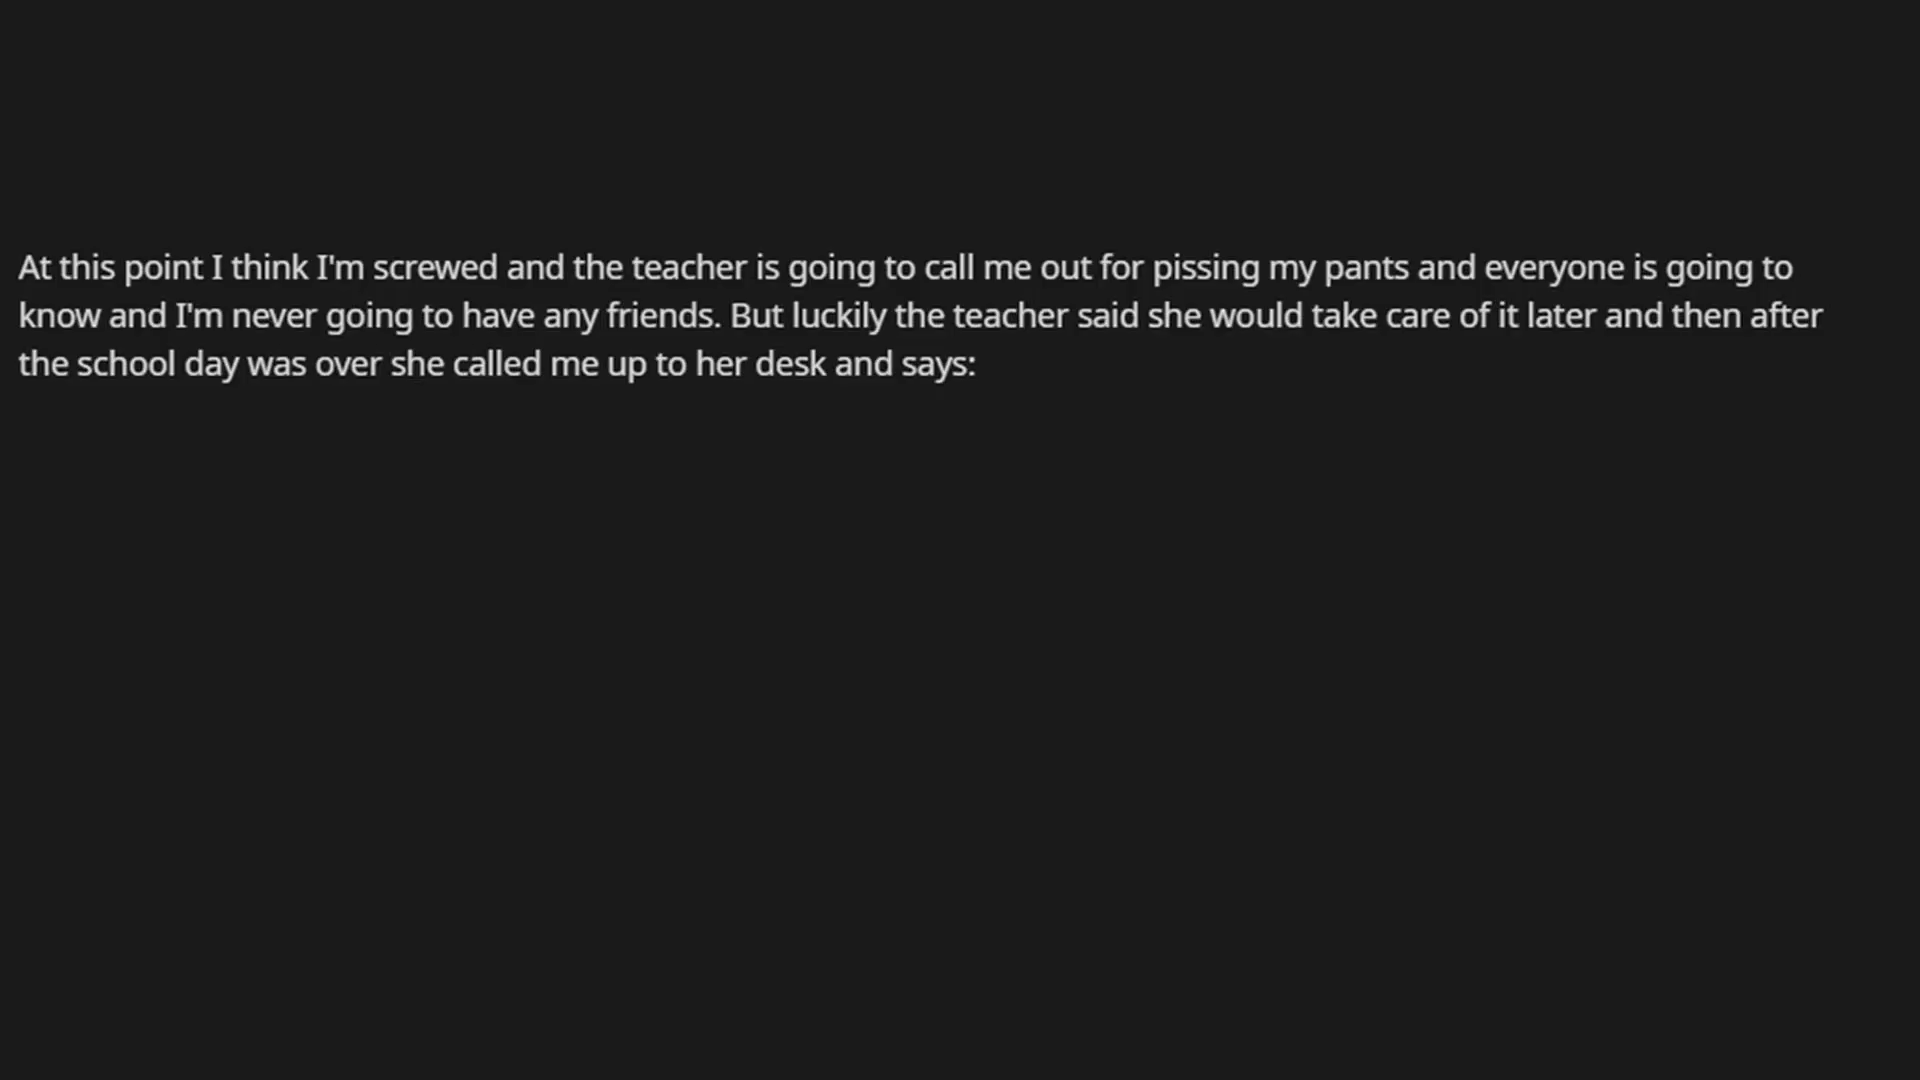 At this point I think I'm screwed and the teacher is going to call me out for pissing my pants and everyone is going to
know and I'm never going to have any friends. But luckily the teacher said she would take care of it later and then after
the school day was over she called me up to her desk and says: